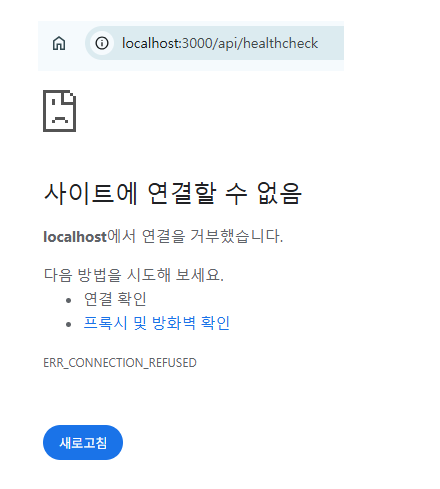 localhost:3000/api/healthcheck
사이트에 연결할 수 없음
localhost에서 연결을 거부했습니다.
다음 방법을 시도해 보세요.
• 연결 확인
• 프록시 및 방화벽 확인
ERR_CONNECTION_REFUSED
새로고침